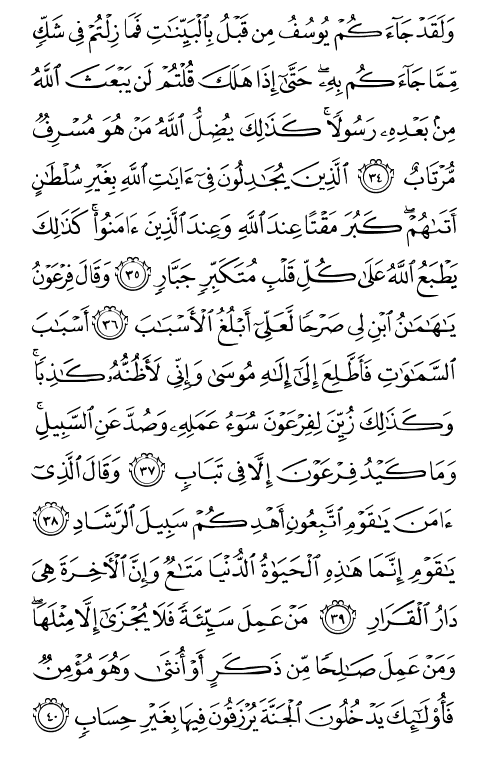 وَلَقَدۡ جَآءَكُمۡ يُوسُفُ مِن قَبۡلُ بِٱلۡبَيِّنَٰتِ فَمَا زِلۡتُمۡ فِي شَكّٖ
مِّمَّا جَآءَكُم بِهِۦۖ حَتَّىٰٓ إِذَا هَلَكَ قُلۡتُمۡ لَن يَبۡعَثَ ٱللَّهُ
مِنۢ بَعۡدِهِۦ رَسُولٗاۚ كَذَٰلِكَ يُضِلُّ ٱللَّهُ مَنۡ هُوَ مُسۡرِفٞ
مُّرۡتَابٌ ٣٤ ٱلَّذِينَ يُجَٰدِلُونَ فِيٓ ءَايَٰتِ ٱللَّهِ بِغَيۡرِ سُلۡطَٰنٍ
أَتَىٰهُمۡۖ كَبُرَ مَقۡتًا عِندَ ٱللَّهِ وَعِندَ ٱلَّذِينَ ءَامَنُواْۚ كَذَٰلِكَ
يَطۡبَعُ ٱللَّهُ عَلَىٰ كُلِّ قَلۡبِ مُتَكَبِّرٖ جَبَّارٖ ٣٥ وَقَالَ فِرۡعَوۡنُ
يَٰهَٰمَٰنُ ٱبۡنِ لِي صَرۡحٗا لَّعَلِّيٓ أَبۡلُغُ ٱلۡأَسۡبَٰبَ ٣٦ أَسۡبَٰبَ
ٱلسَّمَٰوَٰتِ فَأَطَّلِعَ إِلَىٰٓ إِلَٰهِ مُوسَىٰ وَإِنِّي لَأَظُنُّهُۥ كَٰذِبٗاۚ
وَكَذَٰلِكَ زُيِّنَ لِفِرۡعَوۡنَ سُوٓءُ عَمَلِهِۦ وَصُدَّ عَنِ ٱلسَّبِيلِۚ
وَمَا كَيۡدُ فِرۡعَوۡنَ إِلَّا فِي تَبَابٖ ٣٧ وَقَالَ ٱلَّذِيٓ
ءَامَنَ يَٰقَوۡمِ ٱتَّبِعُونِ أَهۡدِكُمۡ سَبِيلَ ٱلرَّشَادِ ٣٨
يَٰقَوۡمِ إِنَّمَا هَٰذِهِ ٱلۡحَيَوٰةُ ٱلدُّنۡيَا مَتَٰعٞ وَإِنَّ ٱلۡأٓخِرَةَ هِيَ
دَارُ ٱلۡقَرَارِ ٣٩ مَنۡ عَمِلَ سَيِّئَةٗ فَلَا يُجۡزَىٰٓ إِلَّا مِثۡلَهَاۖ
وَمَنۡ عَمِلَ صَٰلِحٗا مِّن ذَكَرٍ أَوۡ أُنثَىٰ وَهُوَ مُؤۡمِنٞ
فَأُوْلَٰٓئِكَ يَدۡخُلُونَ ٱلۡجَنَّةَ يُرۡزَقُونَ فِيهَا بِغَيۡرِ حِسَابٖ ٤٠